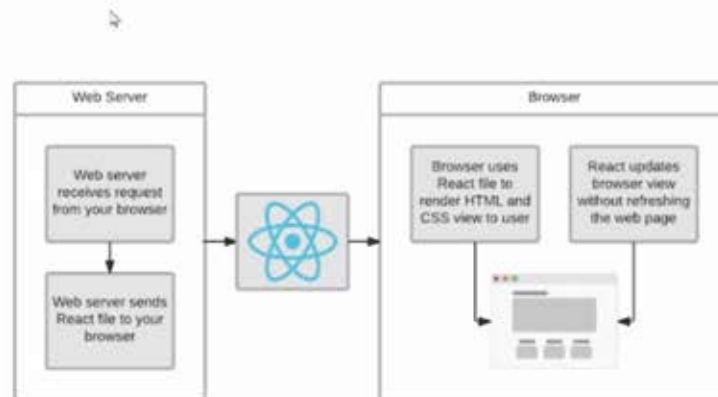 Web Server
Web server
receives request
from your browser
Web server sends
React file to your
browser
Browser
Browser uses
React file to
render HTML and
CSS view to user
React updates
browser view
without refreshing
the web page